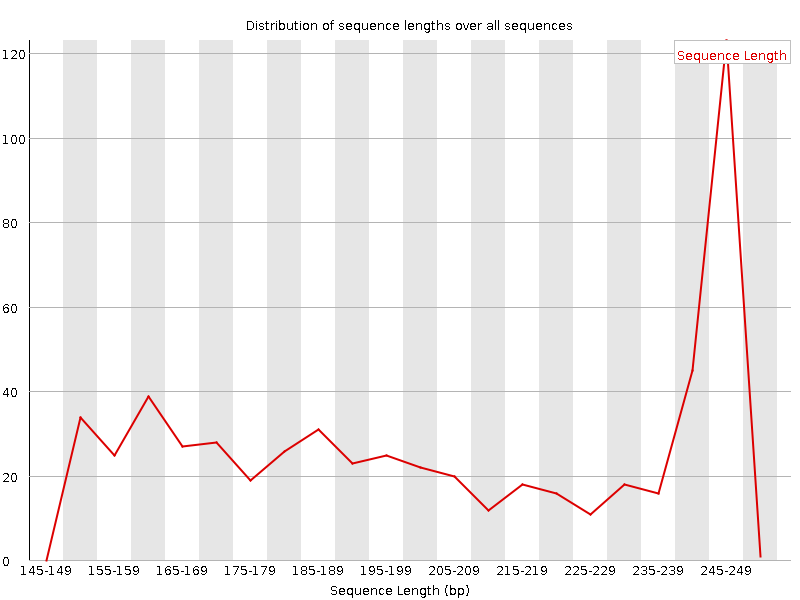 Distribution of sequence lengths over all sequences
Sequence Length
120
100
80
60
40
20
0
145-149 155-159 165-169 175-179 185-189 195-199 205-209 215-219 225-229 235-239 245-249
Sequence Length (bp)